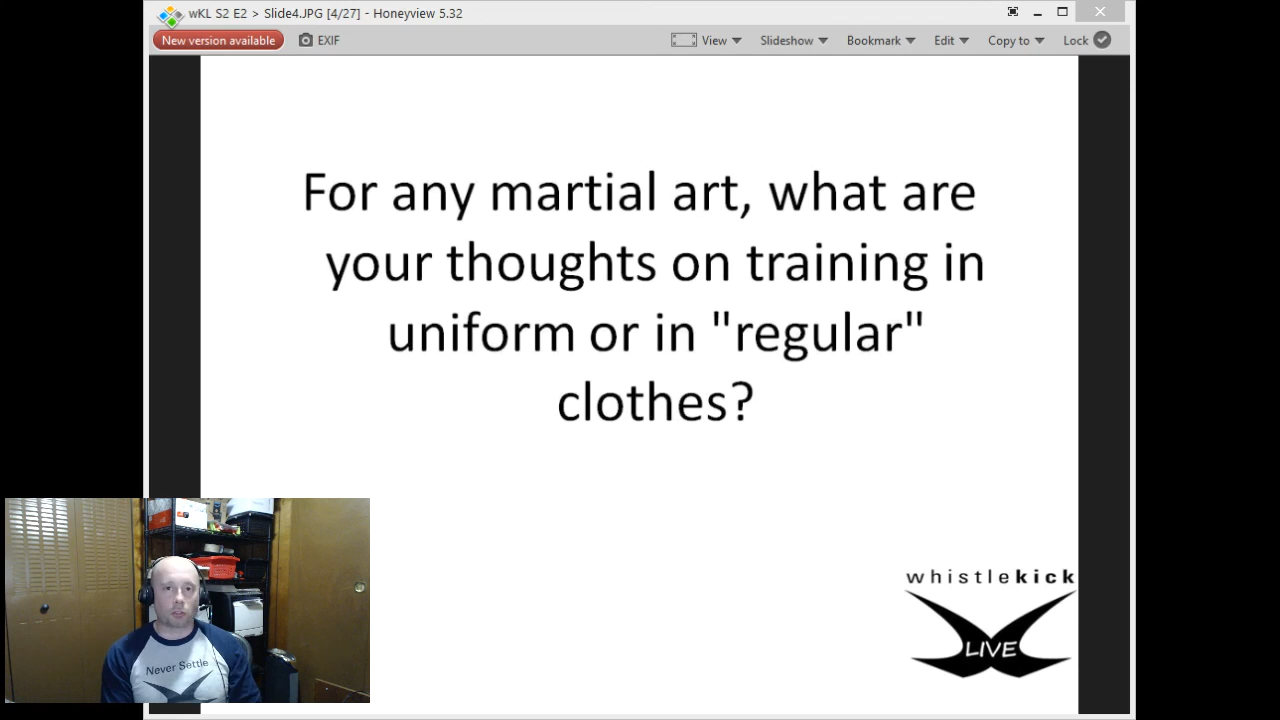 wKL S2 E2 > Slide4.JPG [4/27] - Honeyview 5.32
New version available
EXIF
View
Slideshow
Bookmark
Edit
Copy to
Lock
For any martial art, what are
your thoughts on training in
uniform or in "regular"
clothes?
Never Settle
whistlekick
LIVE